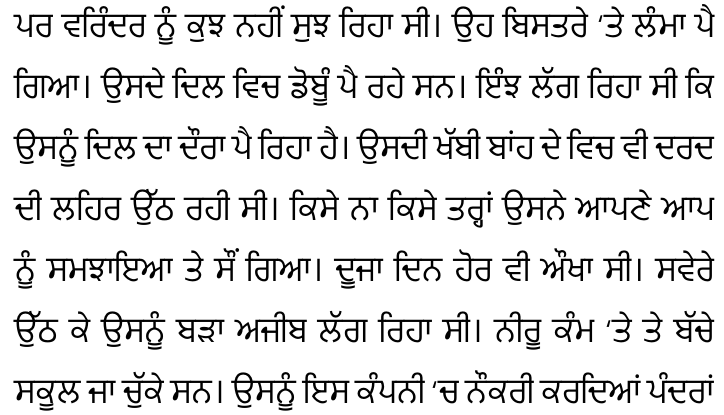 ਪਰ ਵਰਿੰਦਰ ਨੂੰ ਕੁਝ ਨਹੀਂ ਸੁਝ ਰਿਹਾ ਸੀ। ਉਹ ਬਿਸਤਰੇ ‘ਤੇ ਲੰਮਾ ਪੈ
ਗਿਆ। ਉਸਦੇ ਦਿਲ ਵਿਚ ਡੋਬੂੰ ਪੈ ਰਹੇ ਸਨ। ਇੰਝ ਲੱਗ ਰਿਹਾ ਸੀ ਕਿ
ਉਸਨੂੰ ਦਿਲ ਦਾ ਦੌਰਾ ਪੈ ਰਿਹਾ ਹੈ। ਉਸਦੀ ਖੱਬੀ ਬਾਂਹ ਦੇ ਵਿਚ ਵੀ ਦਰਦ
ਦੀ ਲਹਿਰ ਉੱਠ ਰਹੀ ਸੀ। ਕਿਸੇ ਨਾ ਕਿਸੇ ਤਰ੍ਹਾਂ ਉਸਨੇ ਆਪਣੇ ਆਪ
ਨੂੰ ਸਮਝਾਇਆ ਤੇ ਸੌਂ ਗਿਆ। ਦੂਜਾ ਦਿਨ ਹੋਰ ਵੀ ਔਖਾ ਸੀ। ਸਵੇਰੇ
ਉੱਠ ਕੇ ਉਸਨੂੰ ਬੜਾ ਅਜੀਬ ਲੱਗ ਰਿਹਾ ਸੀ। ਨੀਰੂ ਕੰਮ ‘ਤੇ ਤੇ ਬੱਚੇ
ਸਕੂਲ ਜਾ ਚੁੱਕੇ ਸਨ। ਉਸਨੂੰ ਇਸ ਕੰਪਨੀ ‘ਚ ਨੌਕਰੀ ਕਰਦਿਆਂ ਪੰਦਰਾਂ